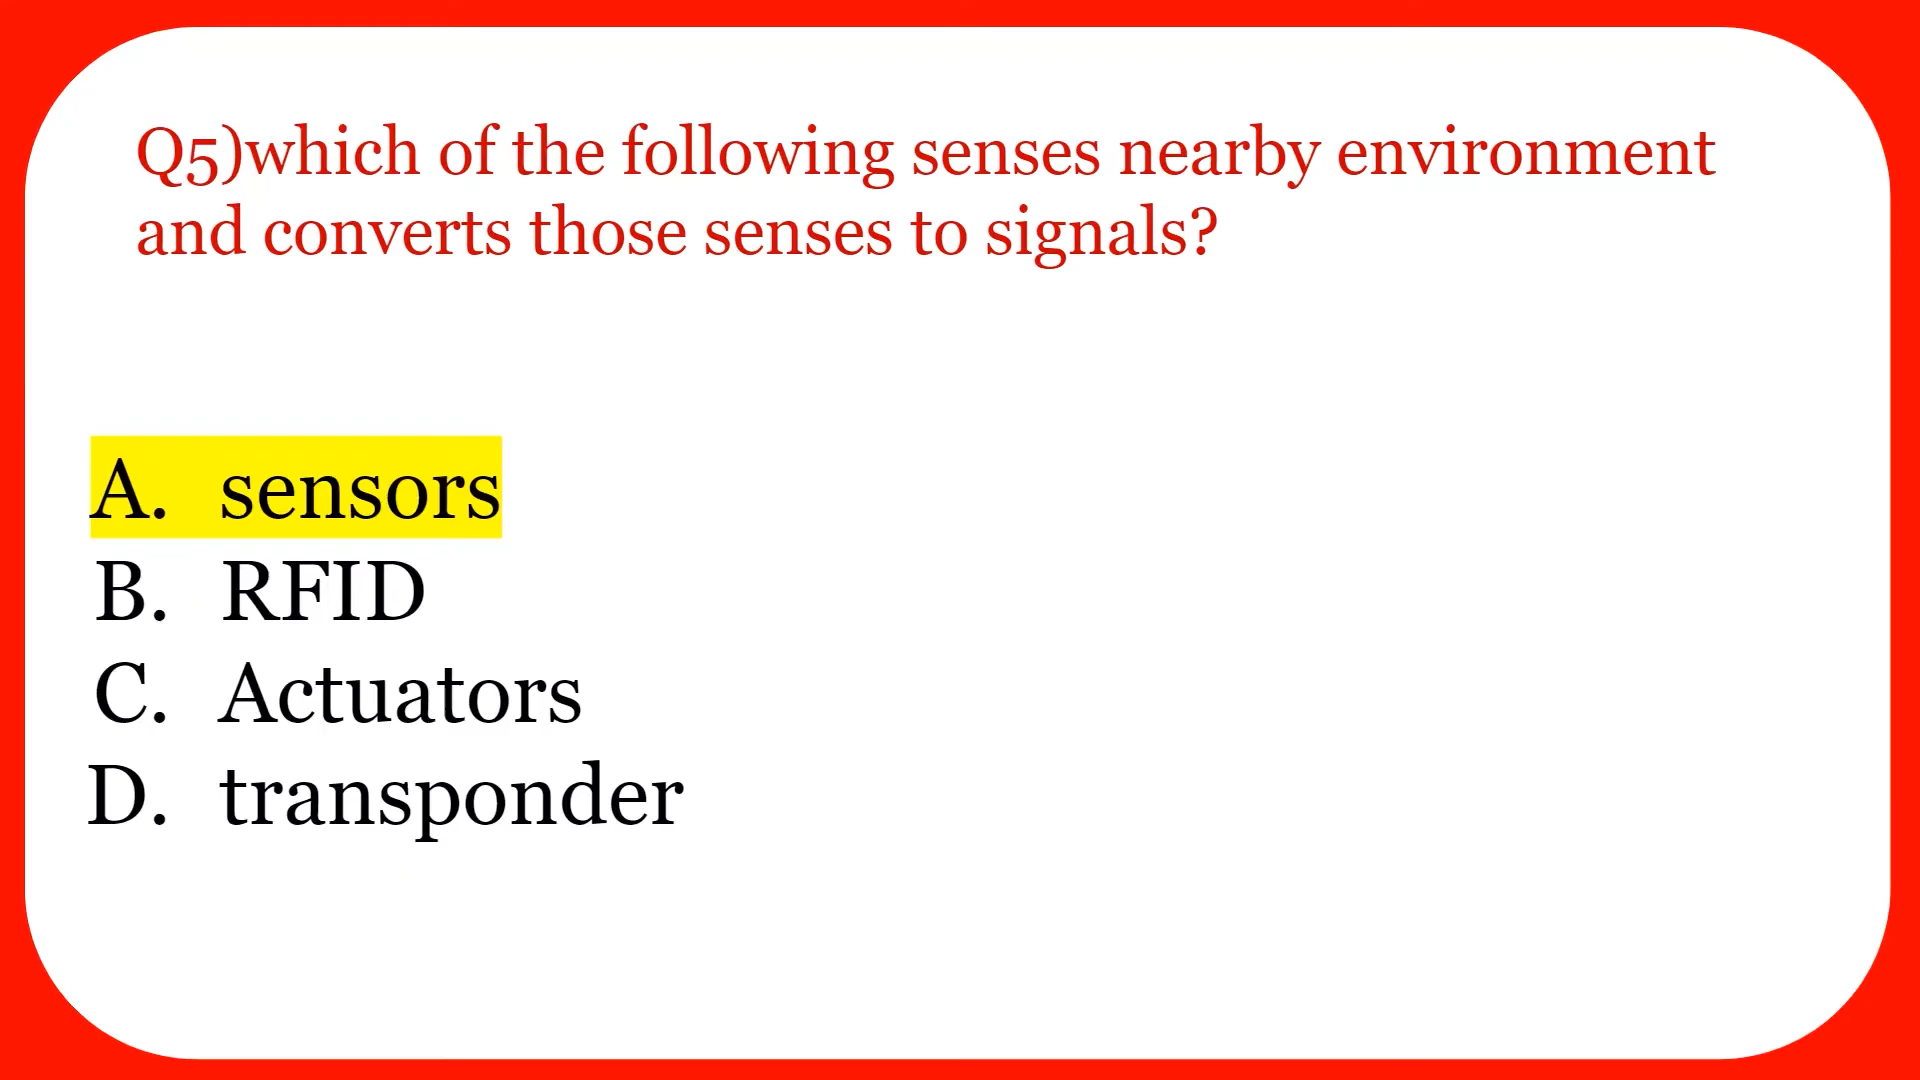 Q5)which of the following senses nearby environment
and converts those senses to signals?
A. sensors
B. RFID
C. Actuators
D. transponder